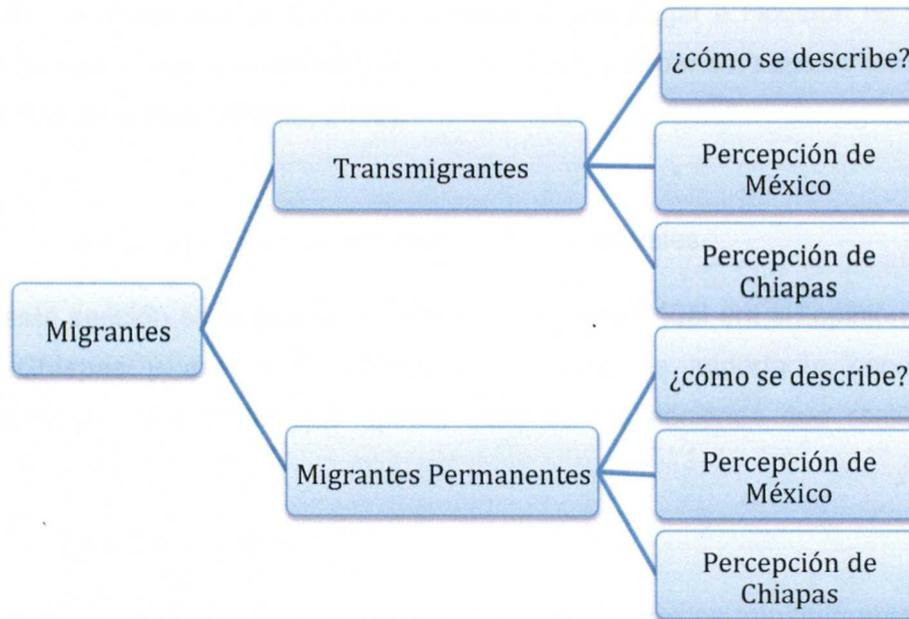 Migrantes
Transmigrantes
¿cómo se describe?
Percepción de
México
Percepción de
Chiapas
Migrantes Permanentes
¿cómo se describe?
Percepción de
México
Percepción de
Chiapas